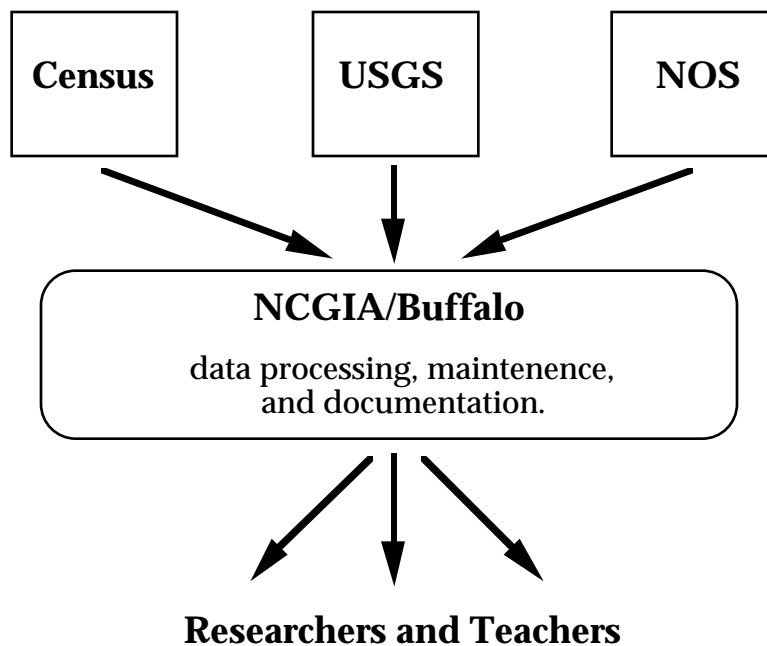 Census
USGS
NOS
NCGIA/Buffalo
data processing, maintenence,
and documentation.
Researchers and Teachers